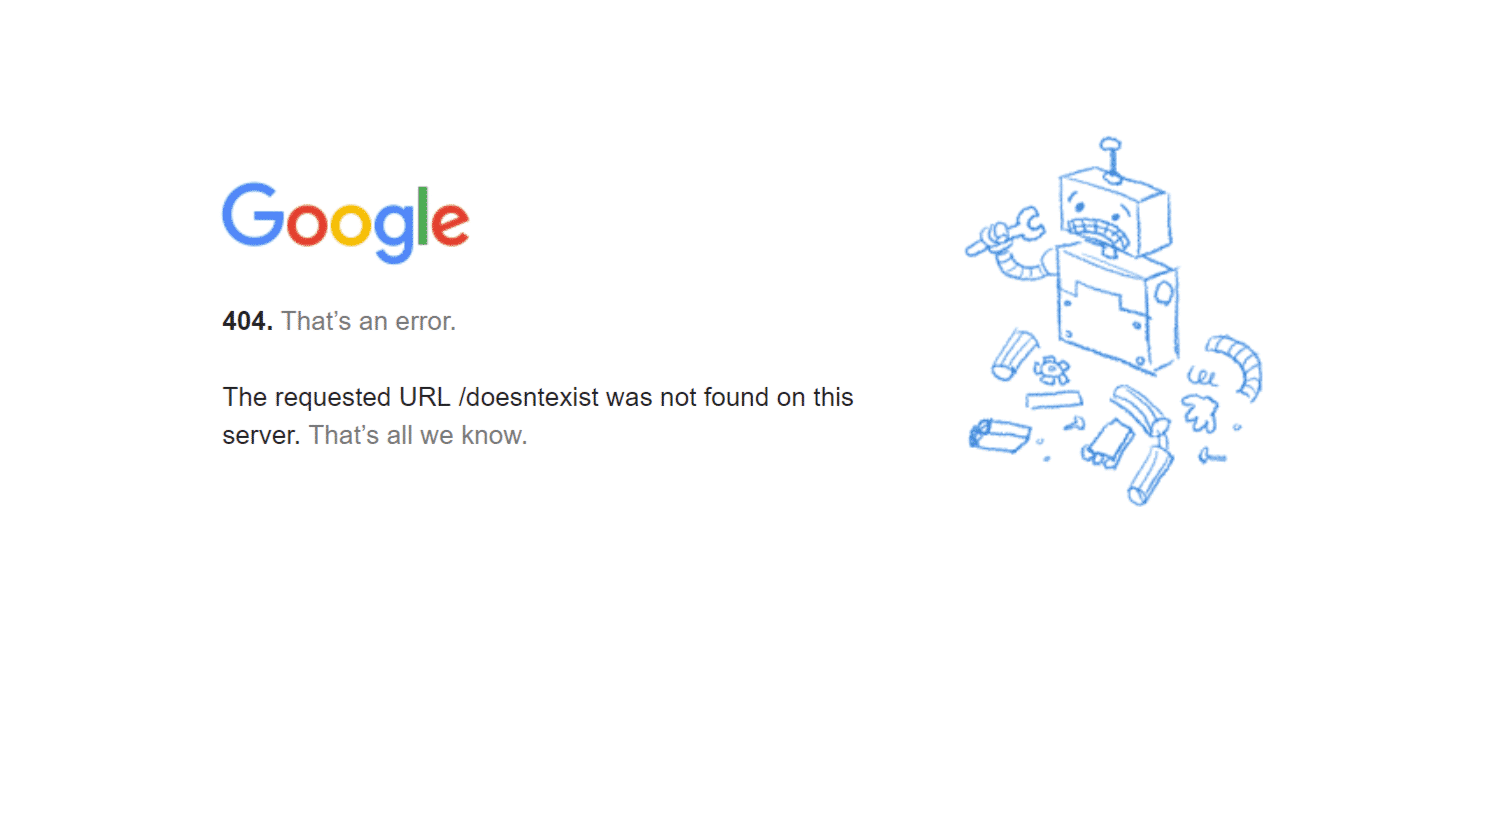 Google
404. That’s an error.
The requested URL /doesntexist was not found on this
server. That’s all we know.